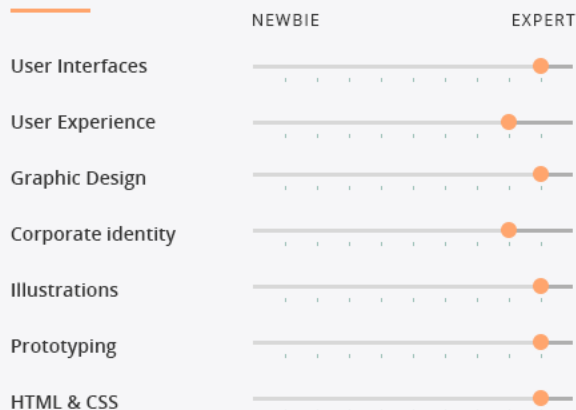 NEWBIE EXPERT
User Interfaces
User Experience
Graphic Design
Corporate identity
Illustrations
Prototyping
HTML & CSS